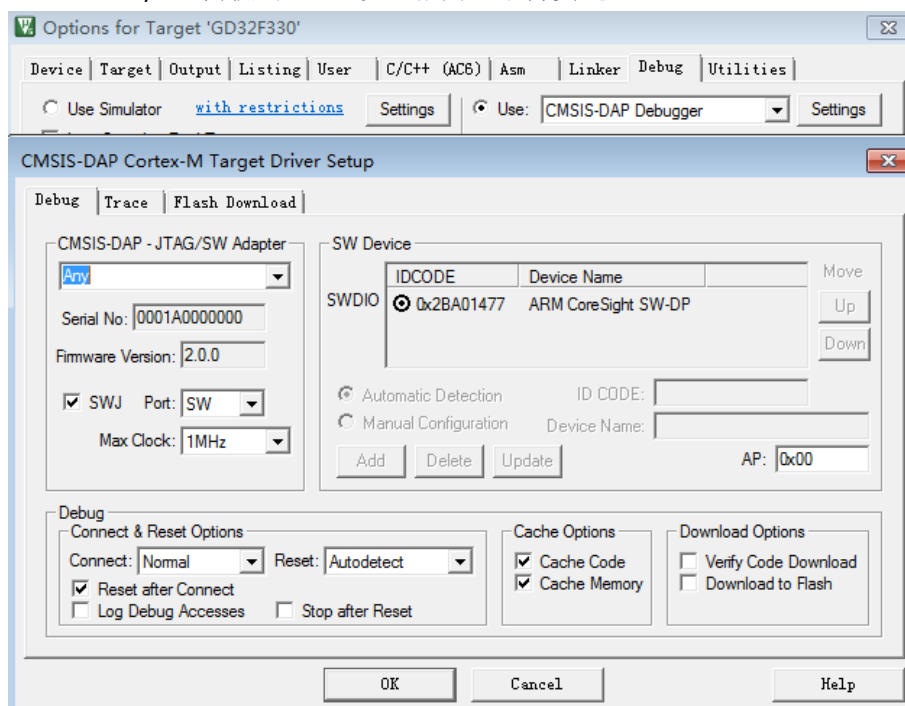 Options for Target 'GD32F330'
Device Target Output Listing User C/C++ (AC6) Asm Linker Debug Utilities
Use Simulator with restrictions Settings Use: CMSIS-DAP Debugger Settings
CMSIS-DAP Cortex-M Target Driver Setup
Debug Trace Flash Download
CMSIS-DAP - JTAG/SW Adapter
Any
Serial No: 0001A0000000
Firmware Version: 2.0.0
SWJ Port: SW
Max Clock: 1MHz
SW Device
IDCODE Device Name
SWDIO 0x2BA01477 ARM CoreSight SW-DP
Move
Up
Down
Automatic Detection ID CODE:
Manual Configuration Device Name:
Add Delete Update AP: 0x00
Debug
Connect & Reset Options
Connect: Normal Reset: Autodetect
Reset after Connect
Log Debug Accesses Stop after Reset
Cache Options
Cache Code
Cache Memory
Download Options
Verify Code Download
Download to Flash
OK Cancel Help